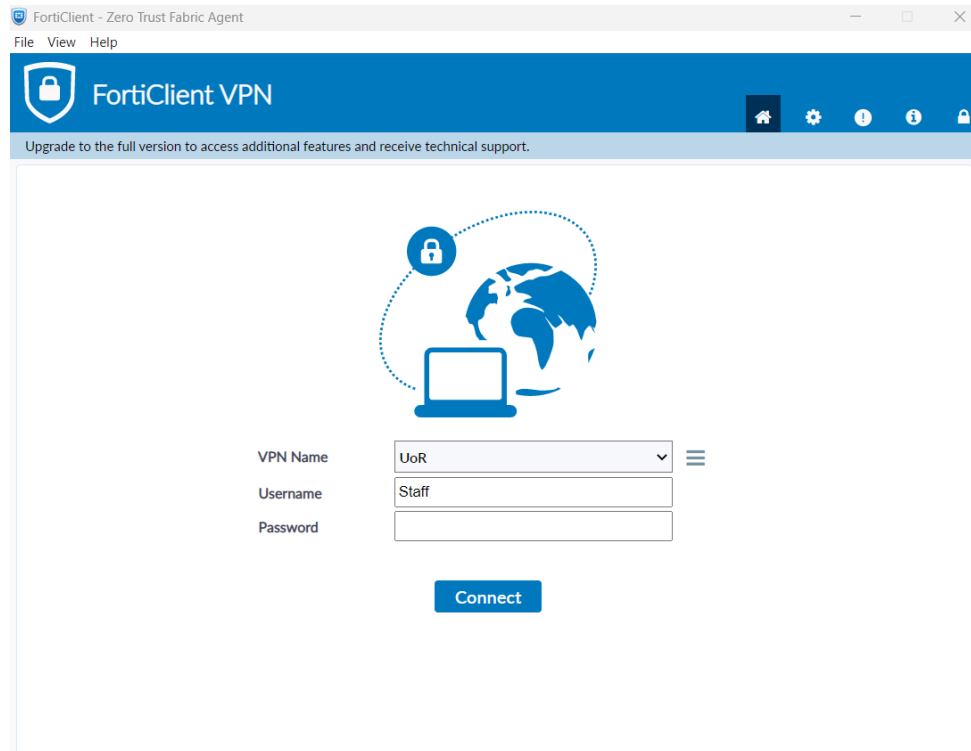 FortiClient - Zero Trust Fabric Agent
File View Help
FortiClient VPN
Upgrade to the full version to access additional features and receive technical support.
VPN Name UoR
Username Staff
Password
Connect